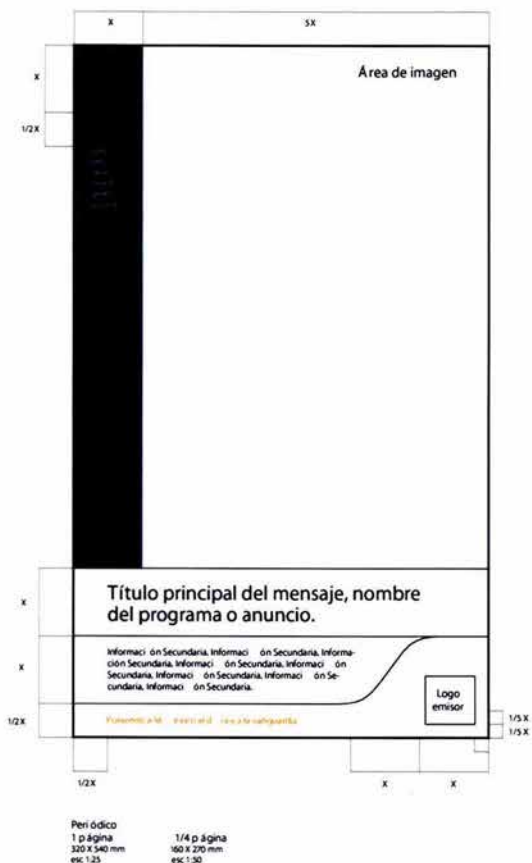 X 5X
Área de imagen
X
1/2X
X
Título principal del mensaje, nombre
del programa o anuncio.
X
Informaci ón Secundaria, Informaci ón Secundaria, Informa-
ción Secundaria, Informaci ón Secundaria, Informaci ón
Secundaria, Informaci ón Secundaria, Informaci ón Se-
cundaria, Informaci ón Secundaria.
Logo
emisor
1/2X
1/5 X
1/5 X
1/2X X X
Peri ódico
1 p ágina 1/4 p ágina
320 X 540 mm 160 X 270 mm
esc 1:25 esc 1:50